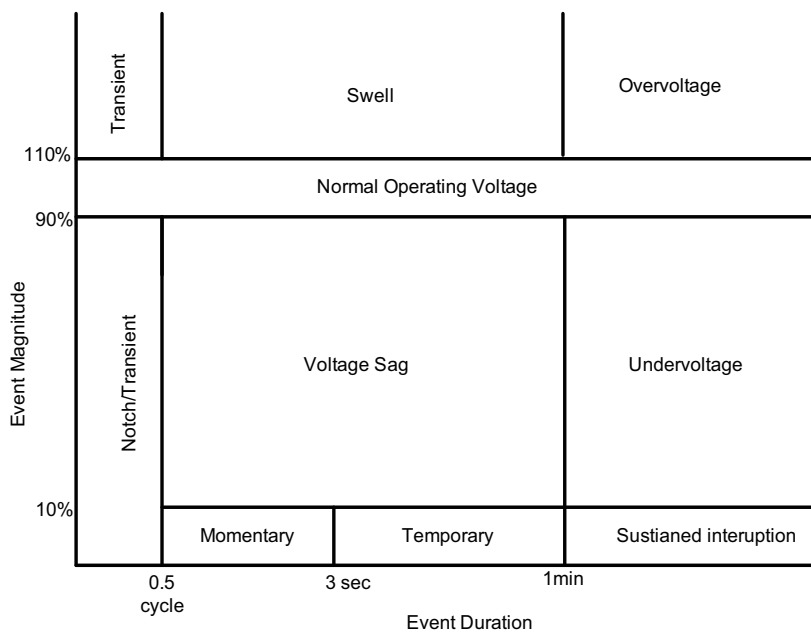 Transient
Swell
Overvoltage
110%
Normal Operating Voltage
90%
Event Magnitude
Notch/Transient
Voltage Sag
Undervoltage
10%
Momentary
Temporary
Sustianed interuption
0.5
cycle
3 sec
1min
Event Duration